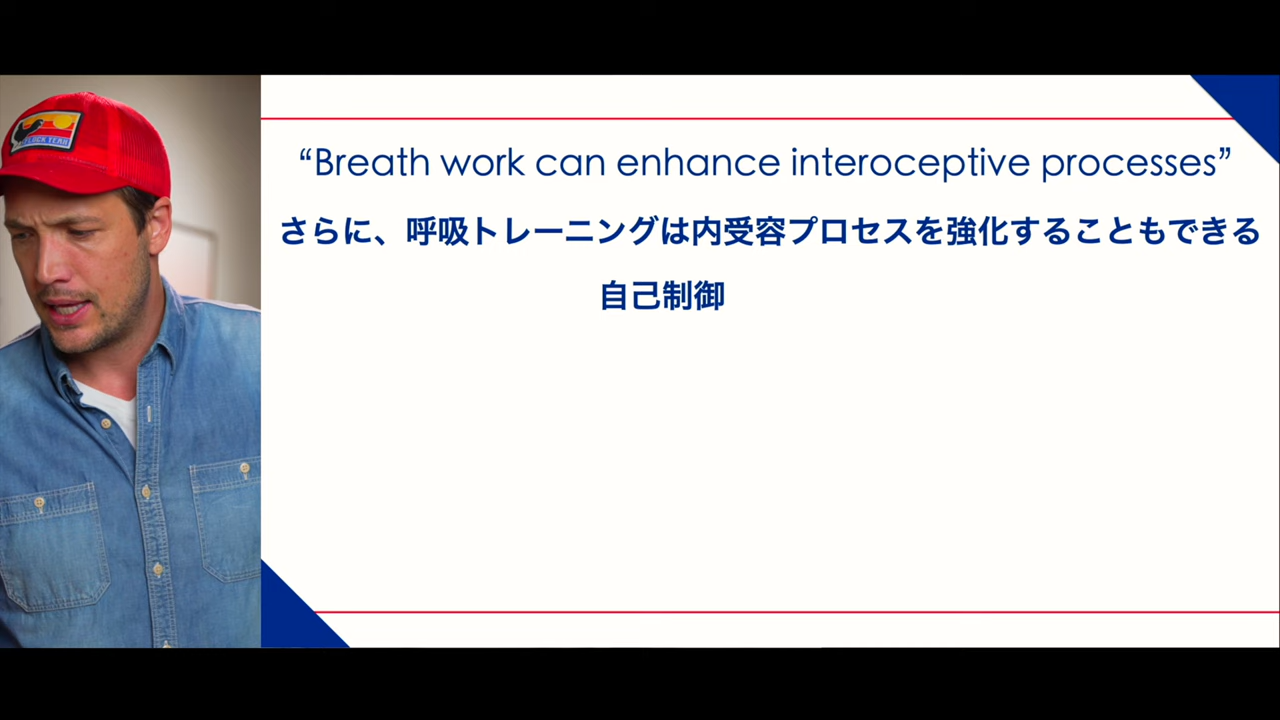 “Breath work can enhance interoceptive processes”
さらに、呼吸トレーニングは内受容プロセスを強化することもできる
自己制御